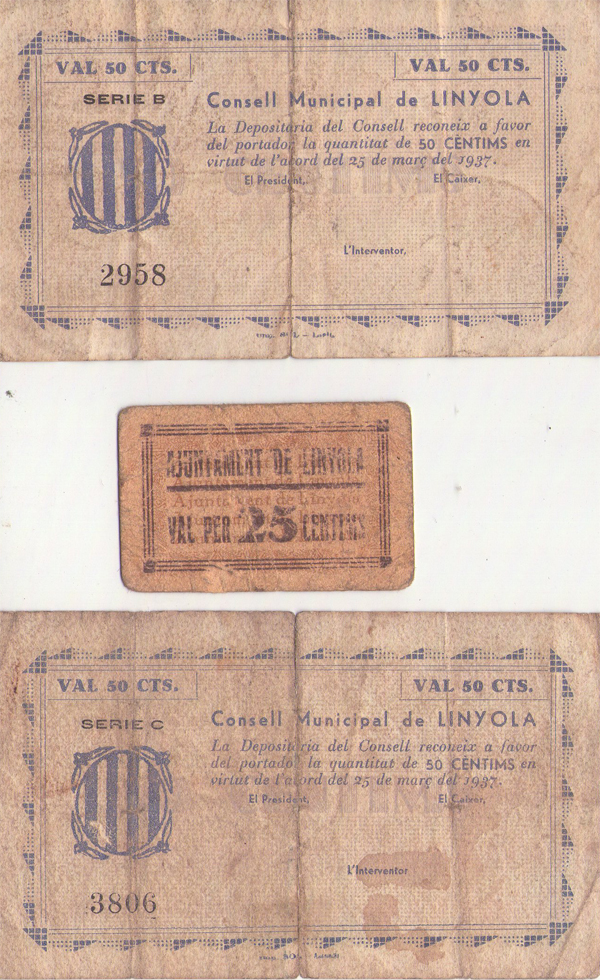 VAL 50 CTS.
VAL 50 CTS.
SERIE B
Consell Municipal de LINYOLA
La Depositaria del Consell reconeix a favor
del portador la quantitat de 50 CÈNTIMS en
virtut de l'acord del 25 de març del 1937.
El President,
El Caixer,
L'Interventor,
2958
AJUNTAMENT DE LINYOLA
Ajuntament de Linyola
VAL PER 25 CENTIMS
VAL 50 CTS.
VAL 50 CTS.
SERIE C
Consell Municipal de LINYOLA
La Depositaria del Consell reconeix a favor
del portador la quantitat de 50 CÈNTIMS en
virtut de l'acord del 25 de març del 1937.
El President,
El Caixer,
L'Interventor
3806